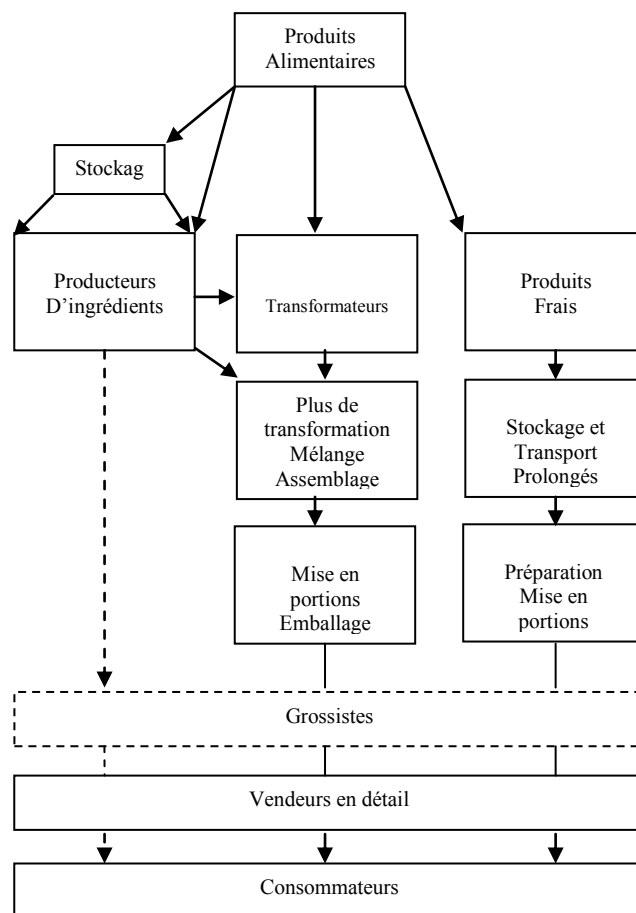 Produits
Alimentaires
Stockag
Producteurs
D’ingrédients
Transformateurs
Produits
Frais
Plus de
transformation
Mélange
Assemblage
Stockage et
Transport
Prolongés
Mise en
portions
Emballage
Préparation
Mise en
portions
Grossistes
Vendeurs en détail
Consommateurs